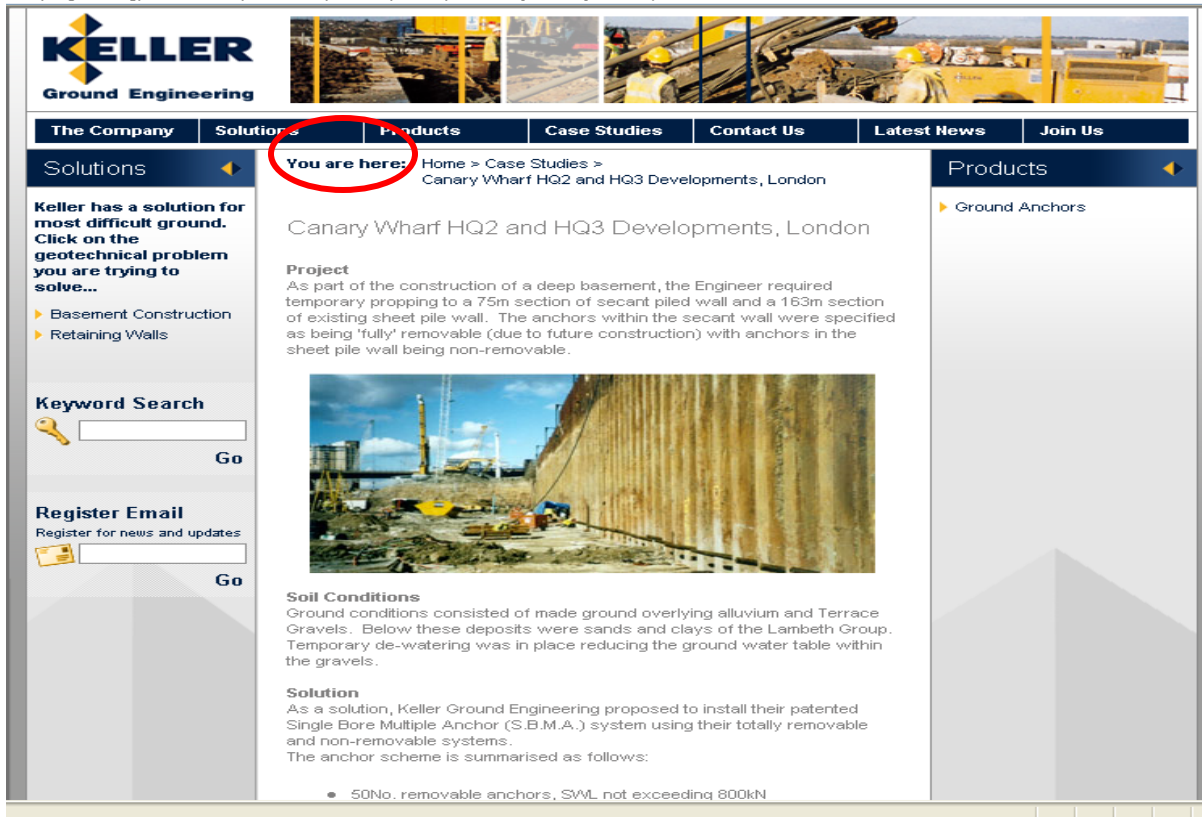 KELLER
Ground Engineering
The Company Solutions Products Case Studies Contact Us Latest News Join Us
Solutions
Keller has a solution for
most difficult ground.
Click on the
geotechnical problem
you are trying to
solve...
Basement Construction
Retaining Walls
Keyword Search
Go
Register Email
Register for news and updates
Go
You are here: Home > Case Studies >
Canary Wharf HQ2 and HQ3 Developments, London
Canary Wharf HQ2 and HQ3 Developments, London
Project
As part of the construction of a deep basement, the Engineer required
temporary propping to a 75m section of secant piled wall and a 163m section
of existing sheet pile wall. The anchors within the secant wall were specified
as being 'fully' removable (due to future construction) with anchors in the
sheet pile wall being non-removable.
Soil Conditions
Ground conditions consisted of made ground overlying alluvium and Terrace
Gravels. Below these deposits were sands and clays of the Lambeth Group.
Temporary de-watering was in place reducing the ground water table within
the gravels.
Solution
As a solution, Keller Ground Engineering proposed to install their patented
Single Bore Multiple Anchor (S.B.M.A.) system using their totally removable
and non-removable systems.
The anchor scheme is summarised as follows:
• 50No. removable anchors, SWL not exceeding 800kN
Products
Ground Anchors